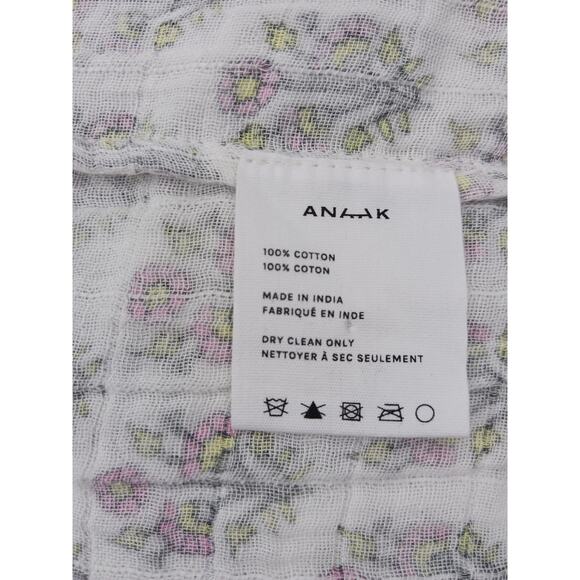 ANAAK
100% COTTON
100% COTON
MADE IN INDIA
FABRIQUÉ EN INDE
DRY CLEAN ONLY
NETTOYER À SEC SEULEMENT